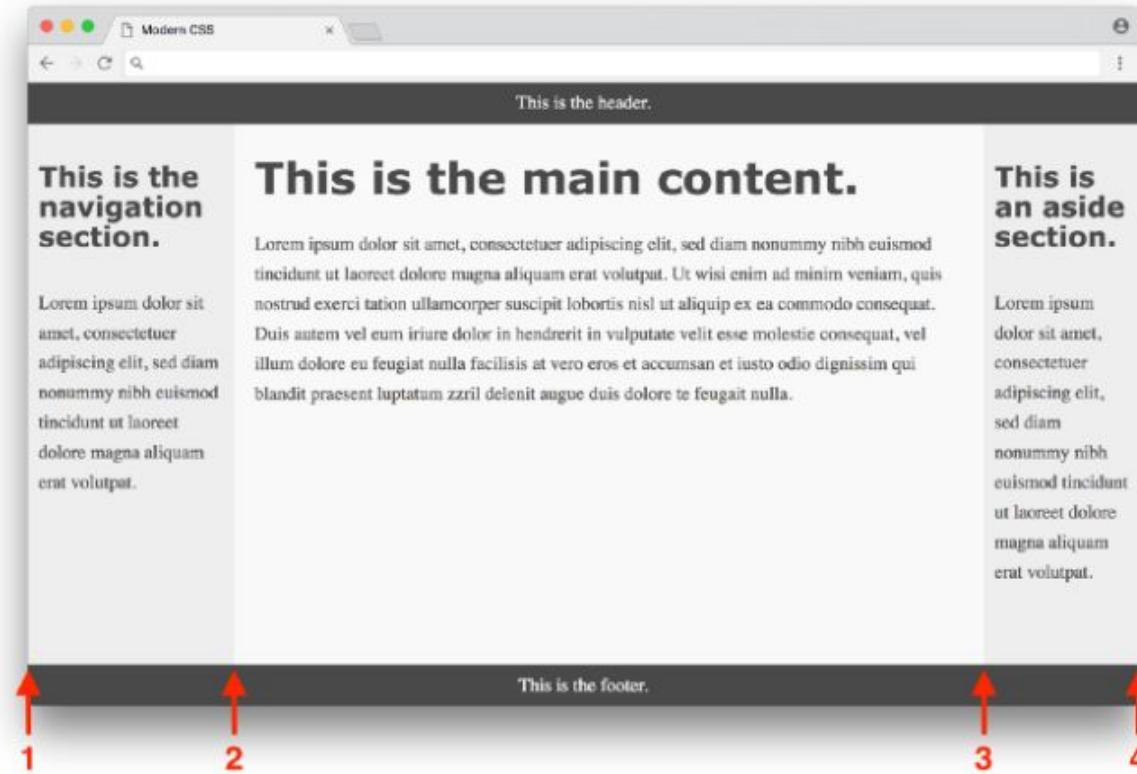 Modern CSS
This is the header.
This is the
navigation
section.
Lorem ipsum dolor sit
amet, consectetuer
adipiscing elit, sed diam
nonummy nibh euismod
tincidunt ut laoreet
dolore magna aliquam
erat volutpat.
This is the main content.
Lorem ipsum dolor sit amet, consectetuer adipiscing elit, sed diam nonummy nibh euismod
tincidunt ut laoreet dolore magna aliquam erat volutpat. Ut wisi enim ad minim veniam, quis
nostrud exerci tation ullamcorper suscipit lobortis nisl ut aliquip ex ea commodo consequat.
Duis autem vel eum iriure dolor in hendrerit in vulputate velit esse molestie consequat, vel
illum dolore eu feugiat nulla facilisis at vero eros et accumsan et iusto odio dignissim qui
blandit praesent luptatum zzril delenit augue duis dolore te feugait nulla.
This is
an aside
section.
Lorem ipsum
dolor sit amet,
consectetuer
adipiscing elit,
sed diam
nonummy nibh
euismod tincidunt
ut laoreet dolore
magna aliquam
erat volutpat.
This is the footer.
1 2 3 4